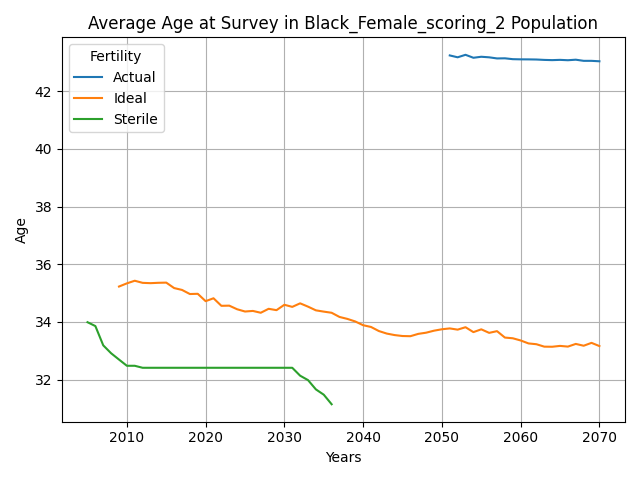 Average Age at Survey in Black_Female_scoring_2 Population
Fertility
Actual
Ideal
Sterile
Age
42
40
38
36
34
32
2010 2020 2030 2040 2050 2060 2070
Years